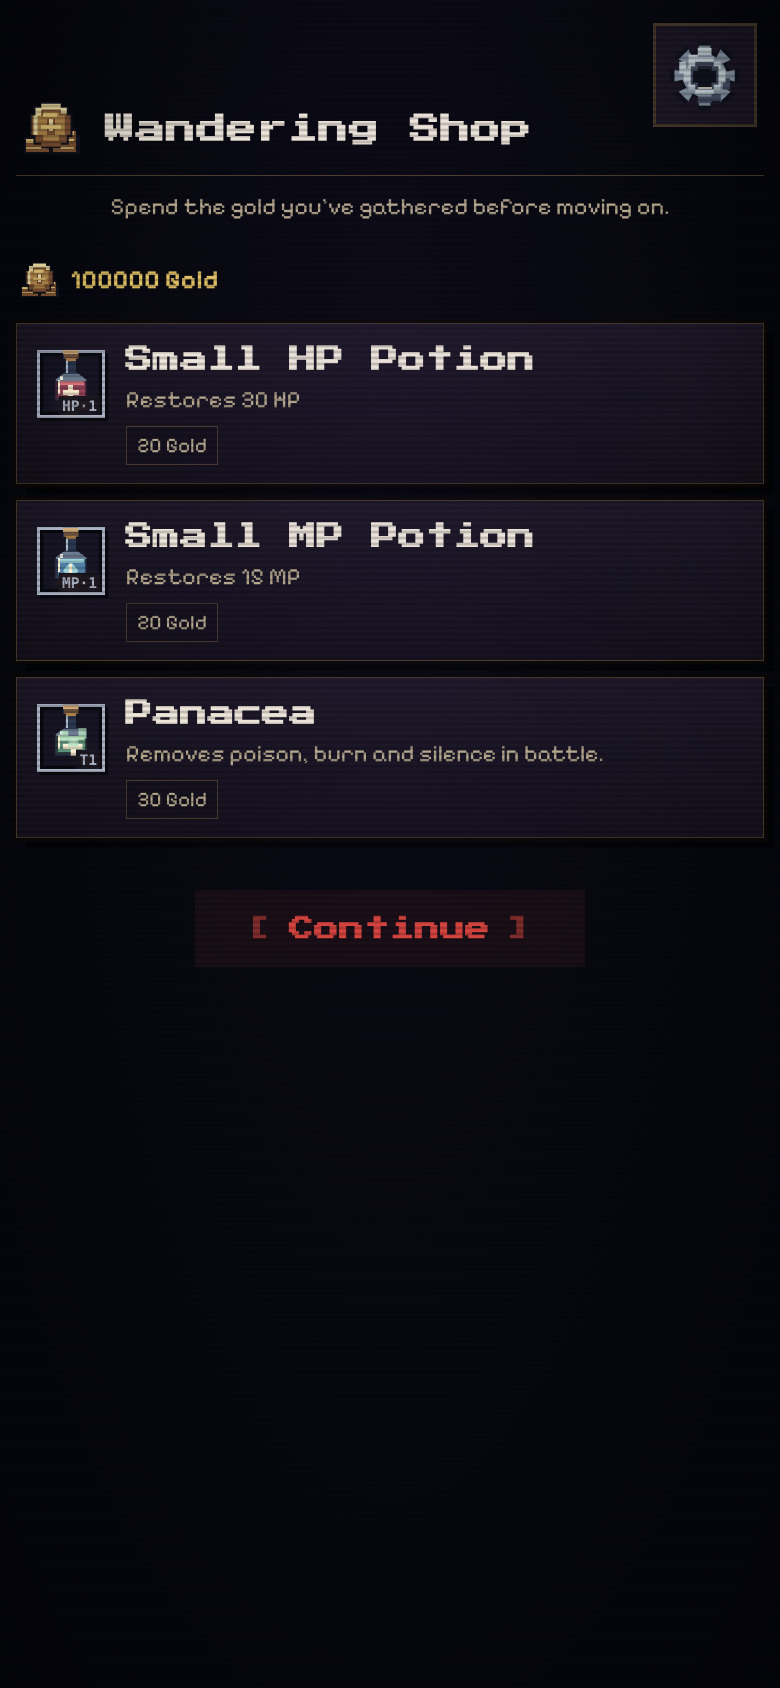 Wandering Shop
Spend the gold you've gathered before moving on.
100000 Gold
Small HP Potion
Restores 30 HP
HP·1
20 Gold
Small MP Potion
Restores 15 MP
MP·1
20 Gold
Panacea
Removes poison, burn and silence in battle.
T1
30 Gold
[ Continue ]